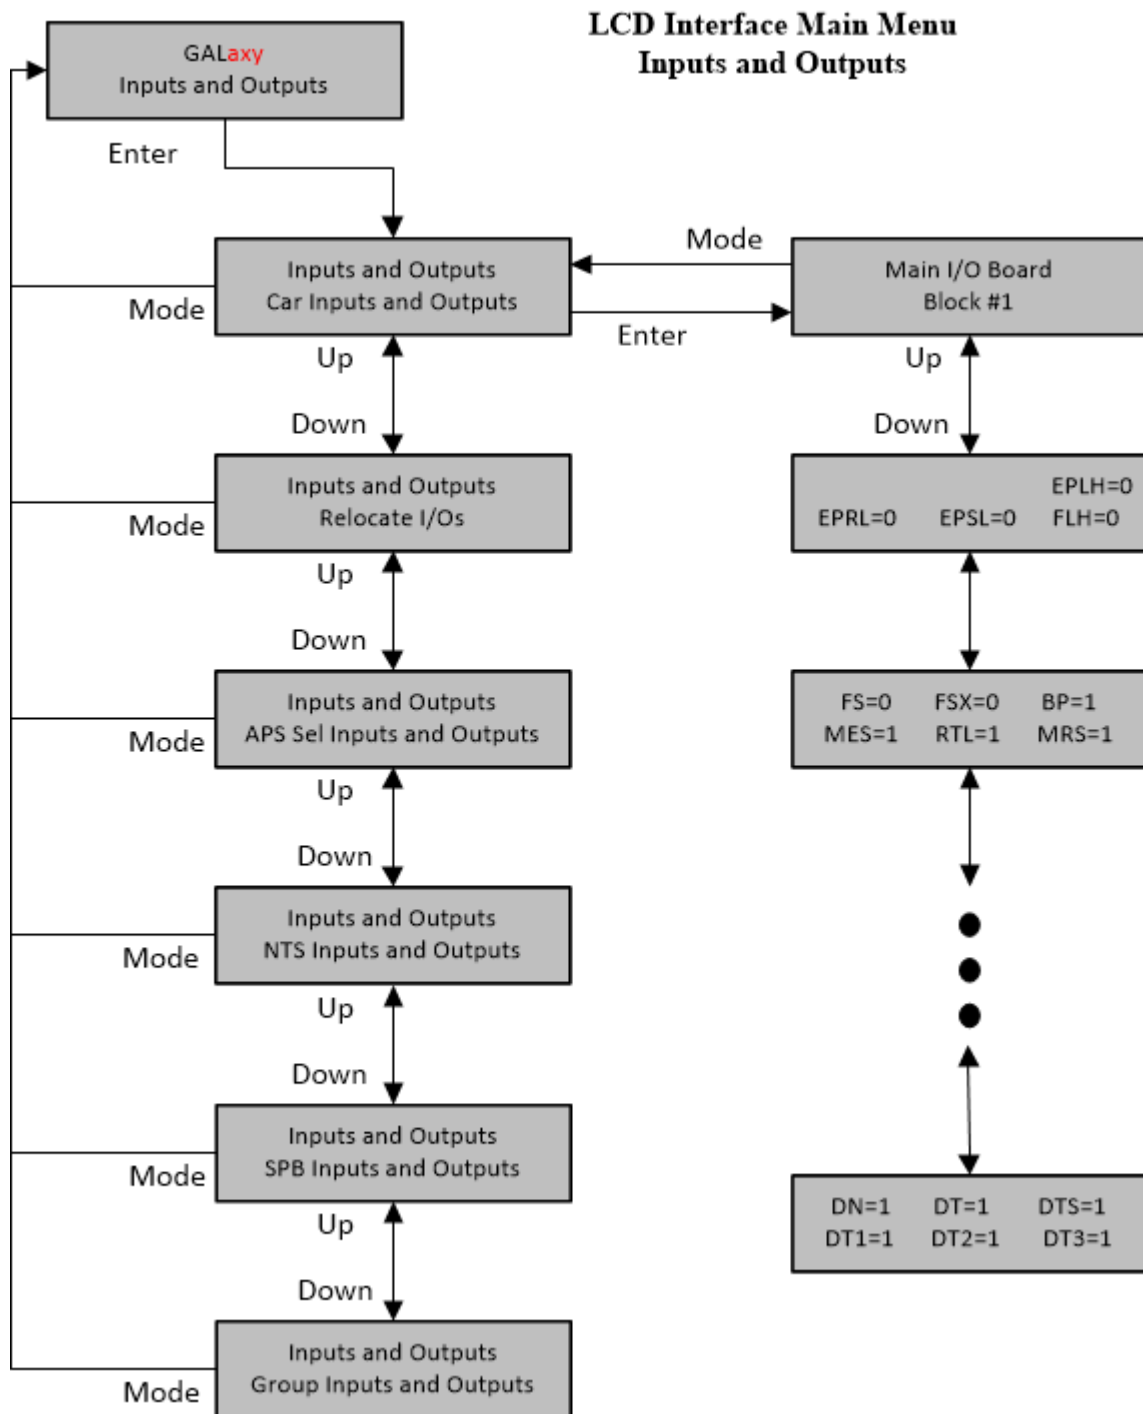 LCD Interface Main Menu
Inputs and Outputs
GALaxy
Inputs and Outputs
Enter
Inputs and Outputs
Car Inputs and Outputs
Mode
Mode
Enter
Main I/O Board
Block #1
Up
Down
Up
Down
Inputs and Outputs
Relocate I/Os
Mode
EPLH=0
EPRL=0 EPSL=0 FLH=0
Up
Down
Inputs and Outputs
APS Sel Inputs and Outputs
Mode
FS=0 FSX=0 BP=1
MES=1 RTL=1 MRS=1
Up
Down
Inputs and Outputs
NTS Inputs and Outputs
Mode
Up
Down
Inputs and Outputs
SPB Inputs and Outputs
Mode
DN=1 DT=1 DTS=1
DT1=1 DT2=1 DT3=1
Up
Down
Inputs and Outputs
Group Inputs and Outputs
Mode